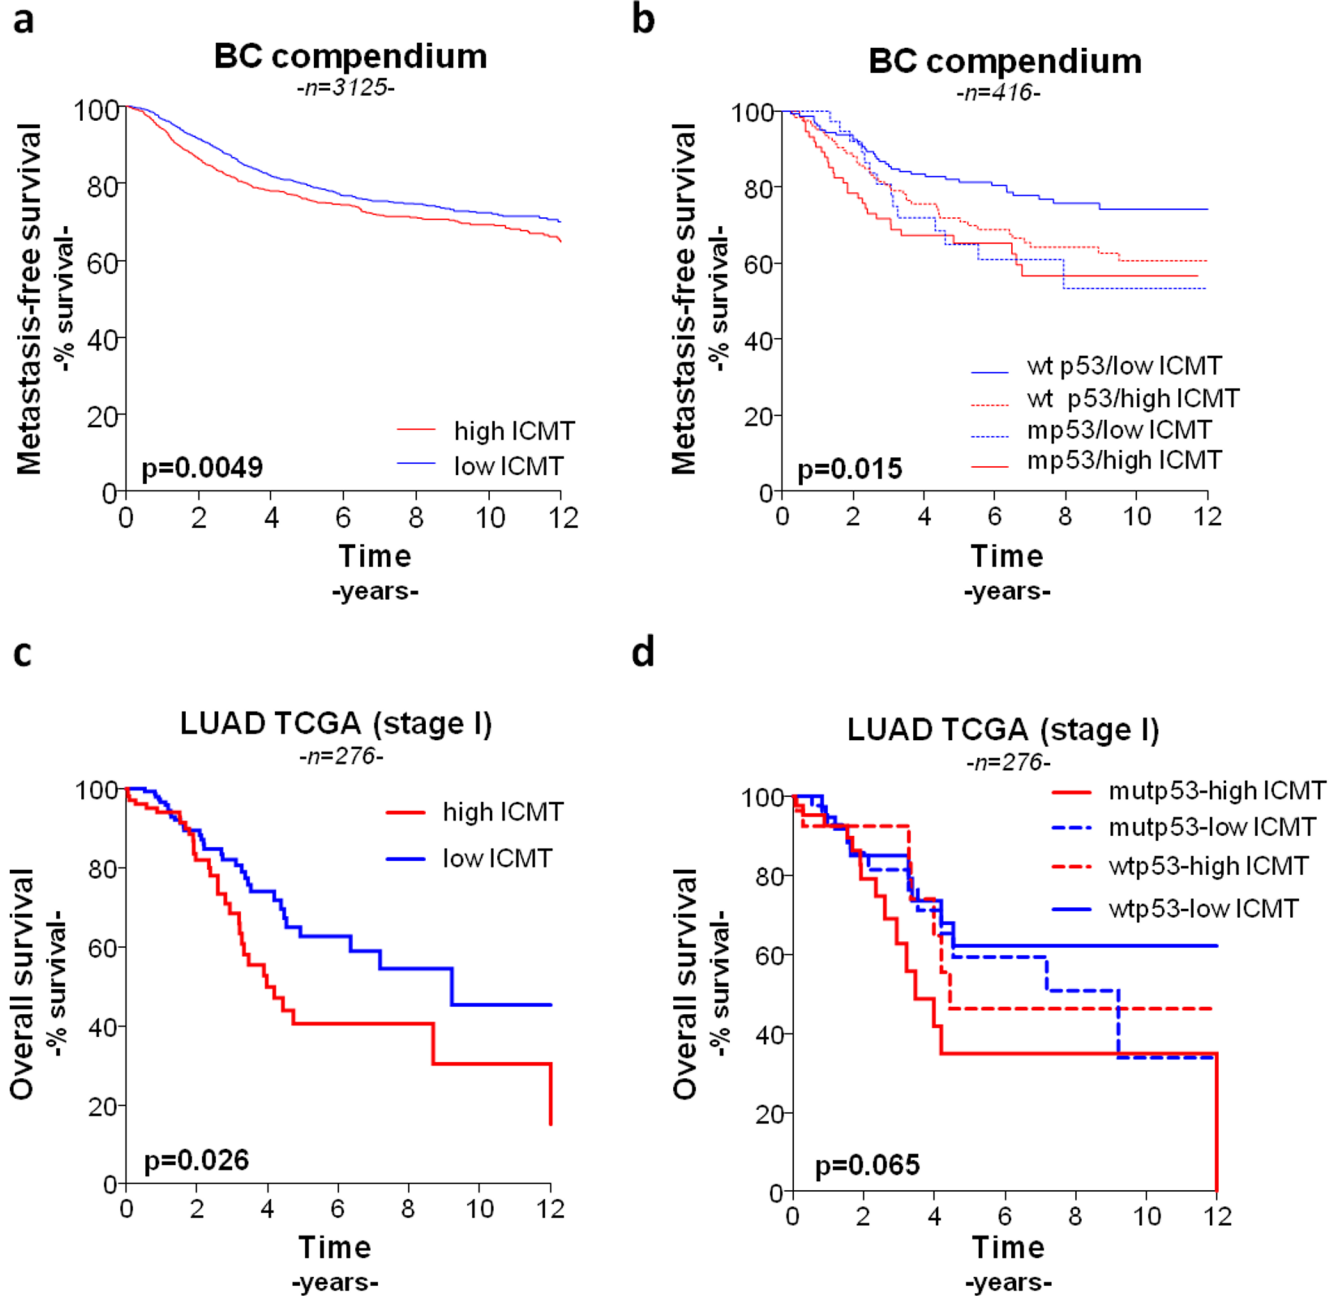 a
BC compendium
-n=3125-
Metastasis-free survival
-% survival-
100
80
60
40
20
0
high ICMT
low ICMT
p=0.0049
0 2 4 6 8 10 12
Time
-years-
b
BC compendium
-n=416-
Metastasis-free survival
-% survival-
100
80
60
40
20
0
wt p53/low ICMT
wt p53/high ICMT
mp53/low ICMT
mp53/high ICMT
p=0.015
0 2 4 6 8 10 12
Time
-years-
c
LUAD TCGA (stage I)
-n=276-
Overall survival
-% survival-
100
80
60
40
20
0
high ICMT
low ICMT
p=0.026
0 2 4 6 8 10 12
Time
-years-
d
LUAD TCGA (stage I)
-n=276-
Overall survival
-% survival-
100
80
60
40
20
0
mutp53-high ICMT
mutp53-low ICMT
wtp53-high ICMT
wtp53-low ICMT
p=0.065
0 2 4 6 8 10 12
Time
-years-